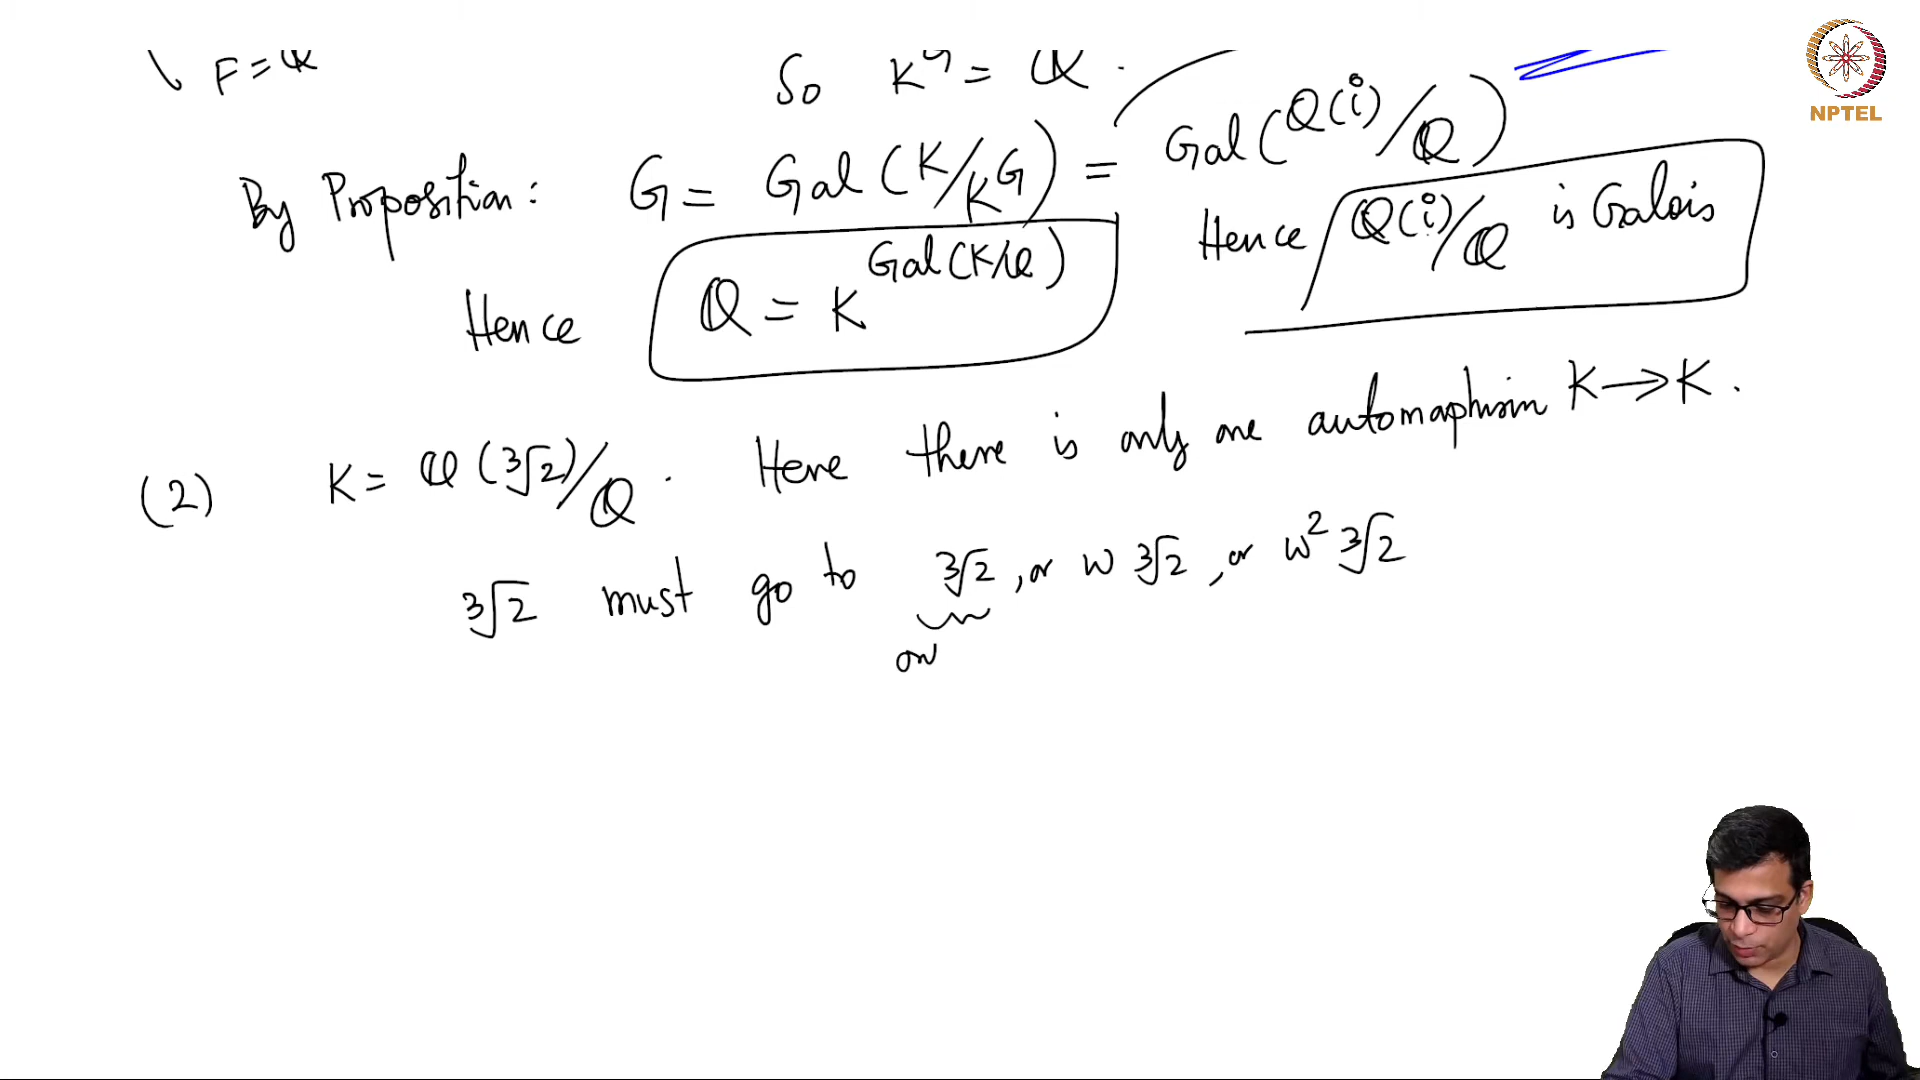 F = Q
So K^G = Q.
By Proposition: G = Gal (K/K^G) = Gal (Q(i)/Q)
Hence Q = K^Gal(K/Q)
Hence Q(i)/Q is Galois
(2) K = Q (∛2)/Q. Here there is only one automorphism K → K.
∛2 must go to ∛2, or ω ∛2, or ω² ∛2
on
NPTEL